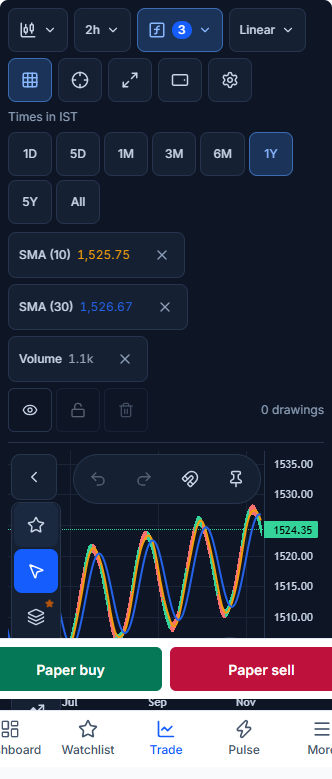 2h
3
Linear
Times in IST
1D
5D
1M
3M
6M
1Y
5Y
All
SMA (10) 1,525.75
SMA (30) 1,526.67
Volume 1.1k
0 drawings
1535.00
1530.00
1524.35
1520.00
1515.00
1510.00
Paper buy
Paper sell
Jul Sep Nov
hboard
Watchlist
Trade
Pulse
Mor